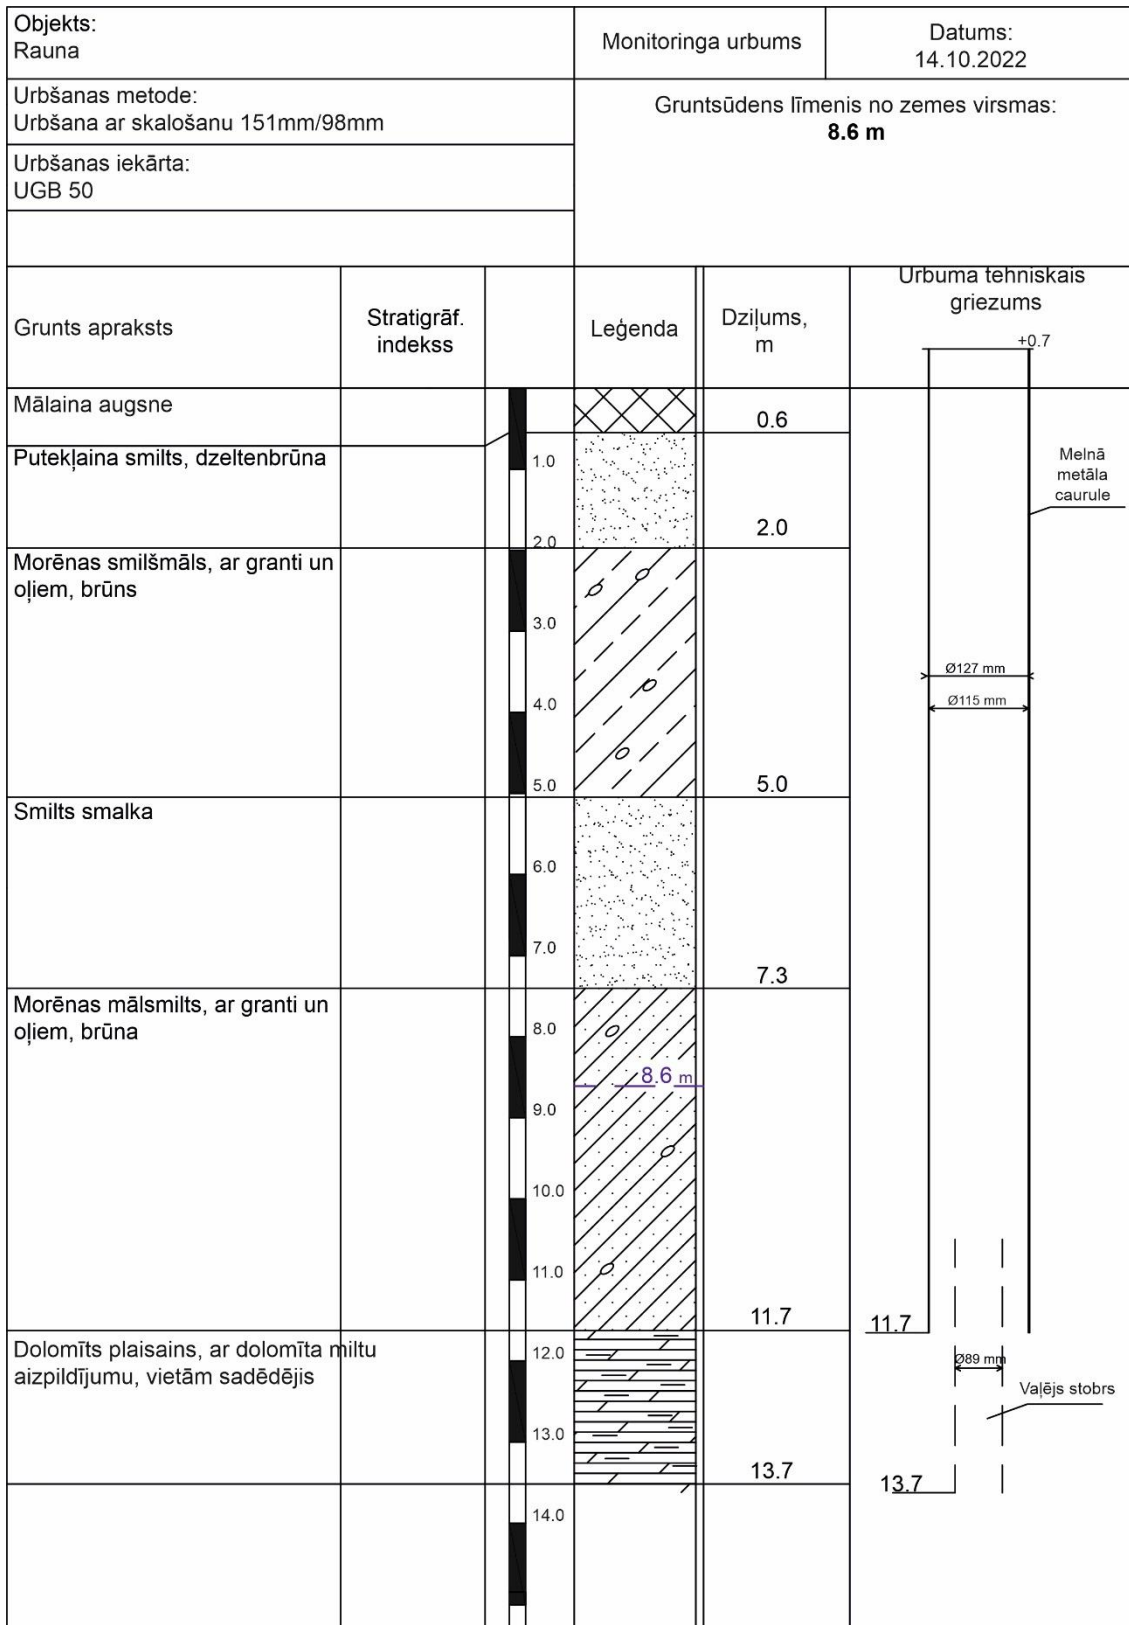 Objekts:
Rauna
Monitoringa urbums
Datums:
14.10.2022
Urbšanas metode:
Urbšana ar skalošanu 151mm/98mm
Gruntsūdens līmenis no zemes virsmas:
8.6 m
Urbšanas iekārta:
UGB 50
Grunts apraksts
Stratigrāf.
indekss
Leģenda
Dziļums,
m
Urbuma tehniskais
griezums
+0.7
Mālaina augsne
0.6
Putekļaina smilts, dzeltenbrūna
1.0
Melnā
metāla
caurule
2.0
2.0
Morēnas smilšmāls, ar granti un
oļiem, brūns
3.0
Ø127 mm
4.0
Ø115 mm
5.0
5.0
Smilts smalka
6.0
7.0
7.3
Morēnas mālsmilts, ar granti un
oļiem, brūna
8.0
8.6 m
9.0
10.0
11.0
11.7
11.7
Dolomīts plaisains, ar dolomīta miltu
aizpildījumu, vietām sadēdējis
12.0
Ø89 mm
Vaļējs stobrs
13.0
13.7
13.7
14.0